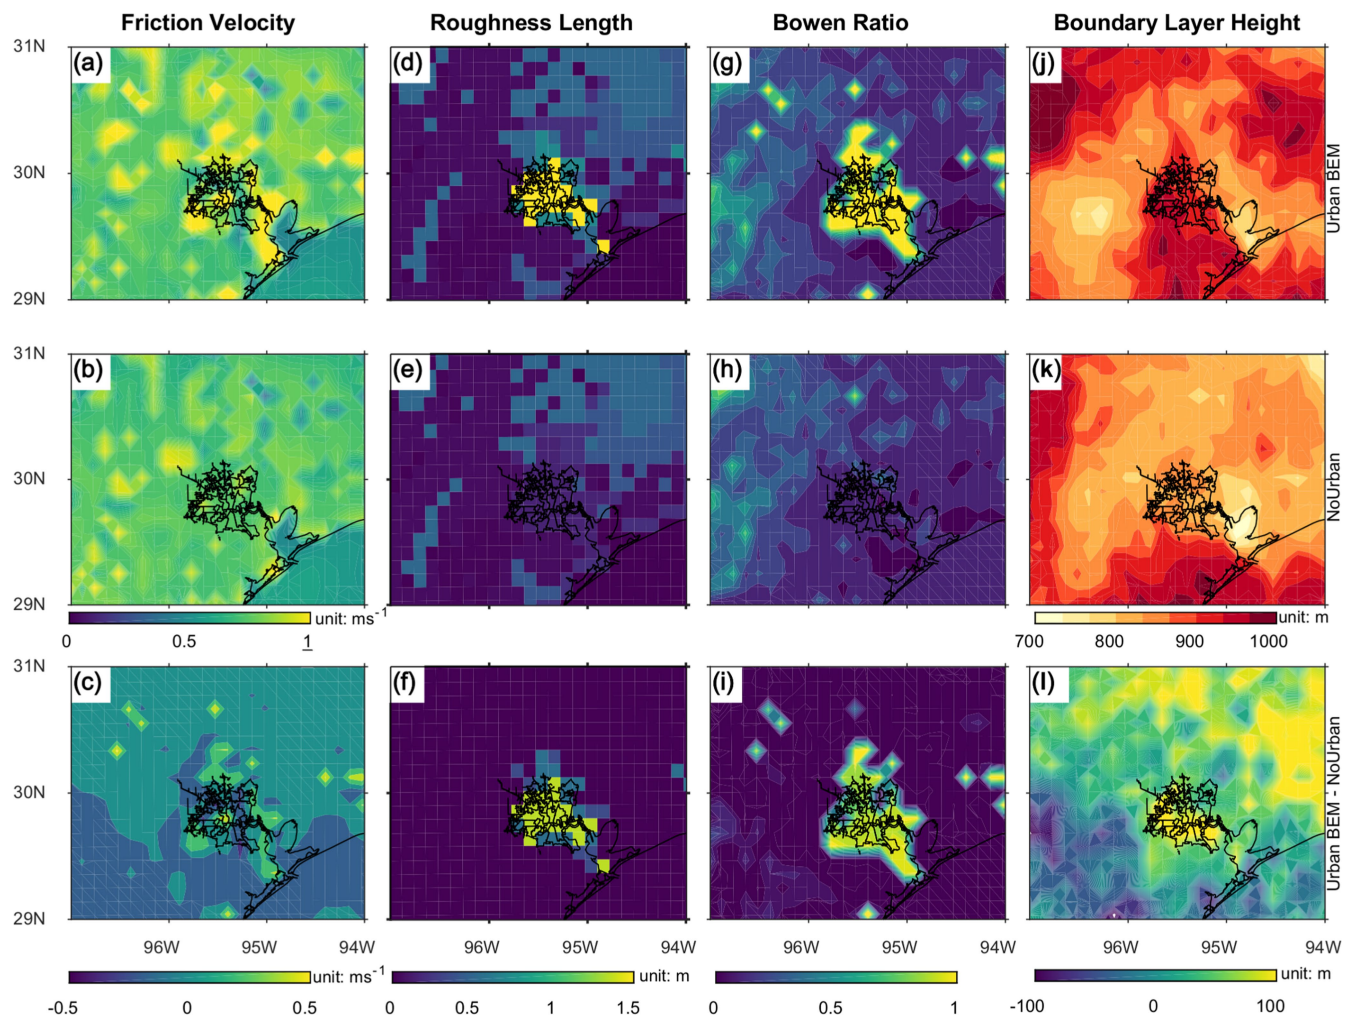 Friction Velocity Roughness Length Bowen Ratio Boundary Layer Height
31N (a) (d) (g) (j)
30N
29N
Urban BEM
31N (b) (e) (h) (k)
30N
29N
NoUrban
unit: ms-1
0 0.5 1
unit: m
700 800 900 1000
31N (c) (f) (i) (l)
30N
29N
Urban BEM - NoUrban
96W 95W 94W 96W 95W 94W 96W 95W 94W 96W 95W 94W
unit: ms-1 unit: m unit: m
-0.5 0 0.5 0 0.5 1 1.5 0 0.5 1 -100 0 100